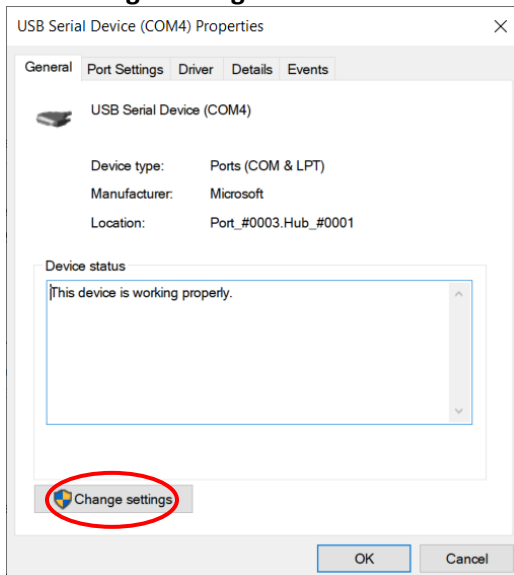 USB Serial Device (COM4) Properties
General Port Settings Driver Details Events
USB Serial Device (COM4)
Device type: Ports (COM & LPT)
Manufacturer: Microsoft
Location: Port_#0003.Hub_#0001
Device status
This device is working properly.
Change settings
OK Cancel